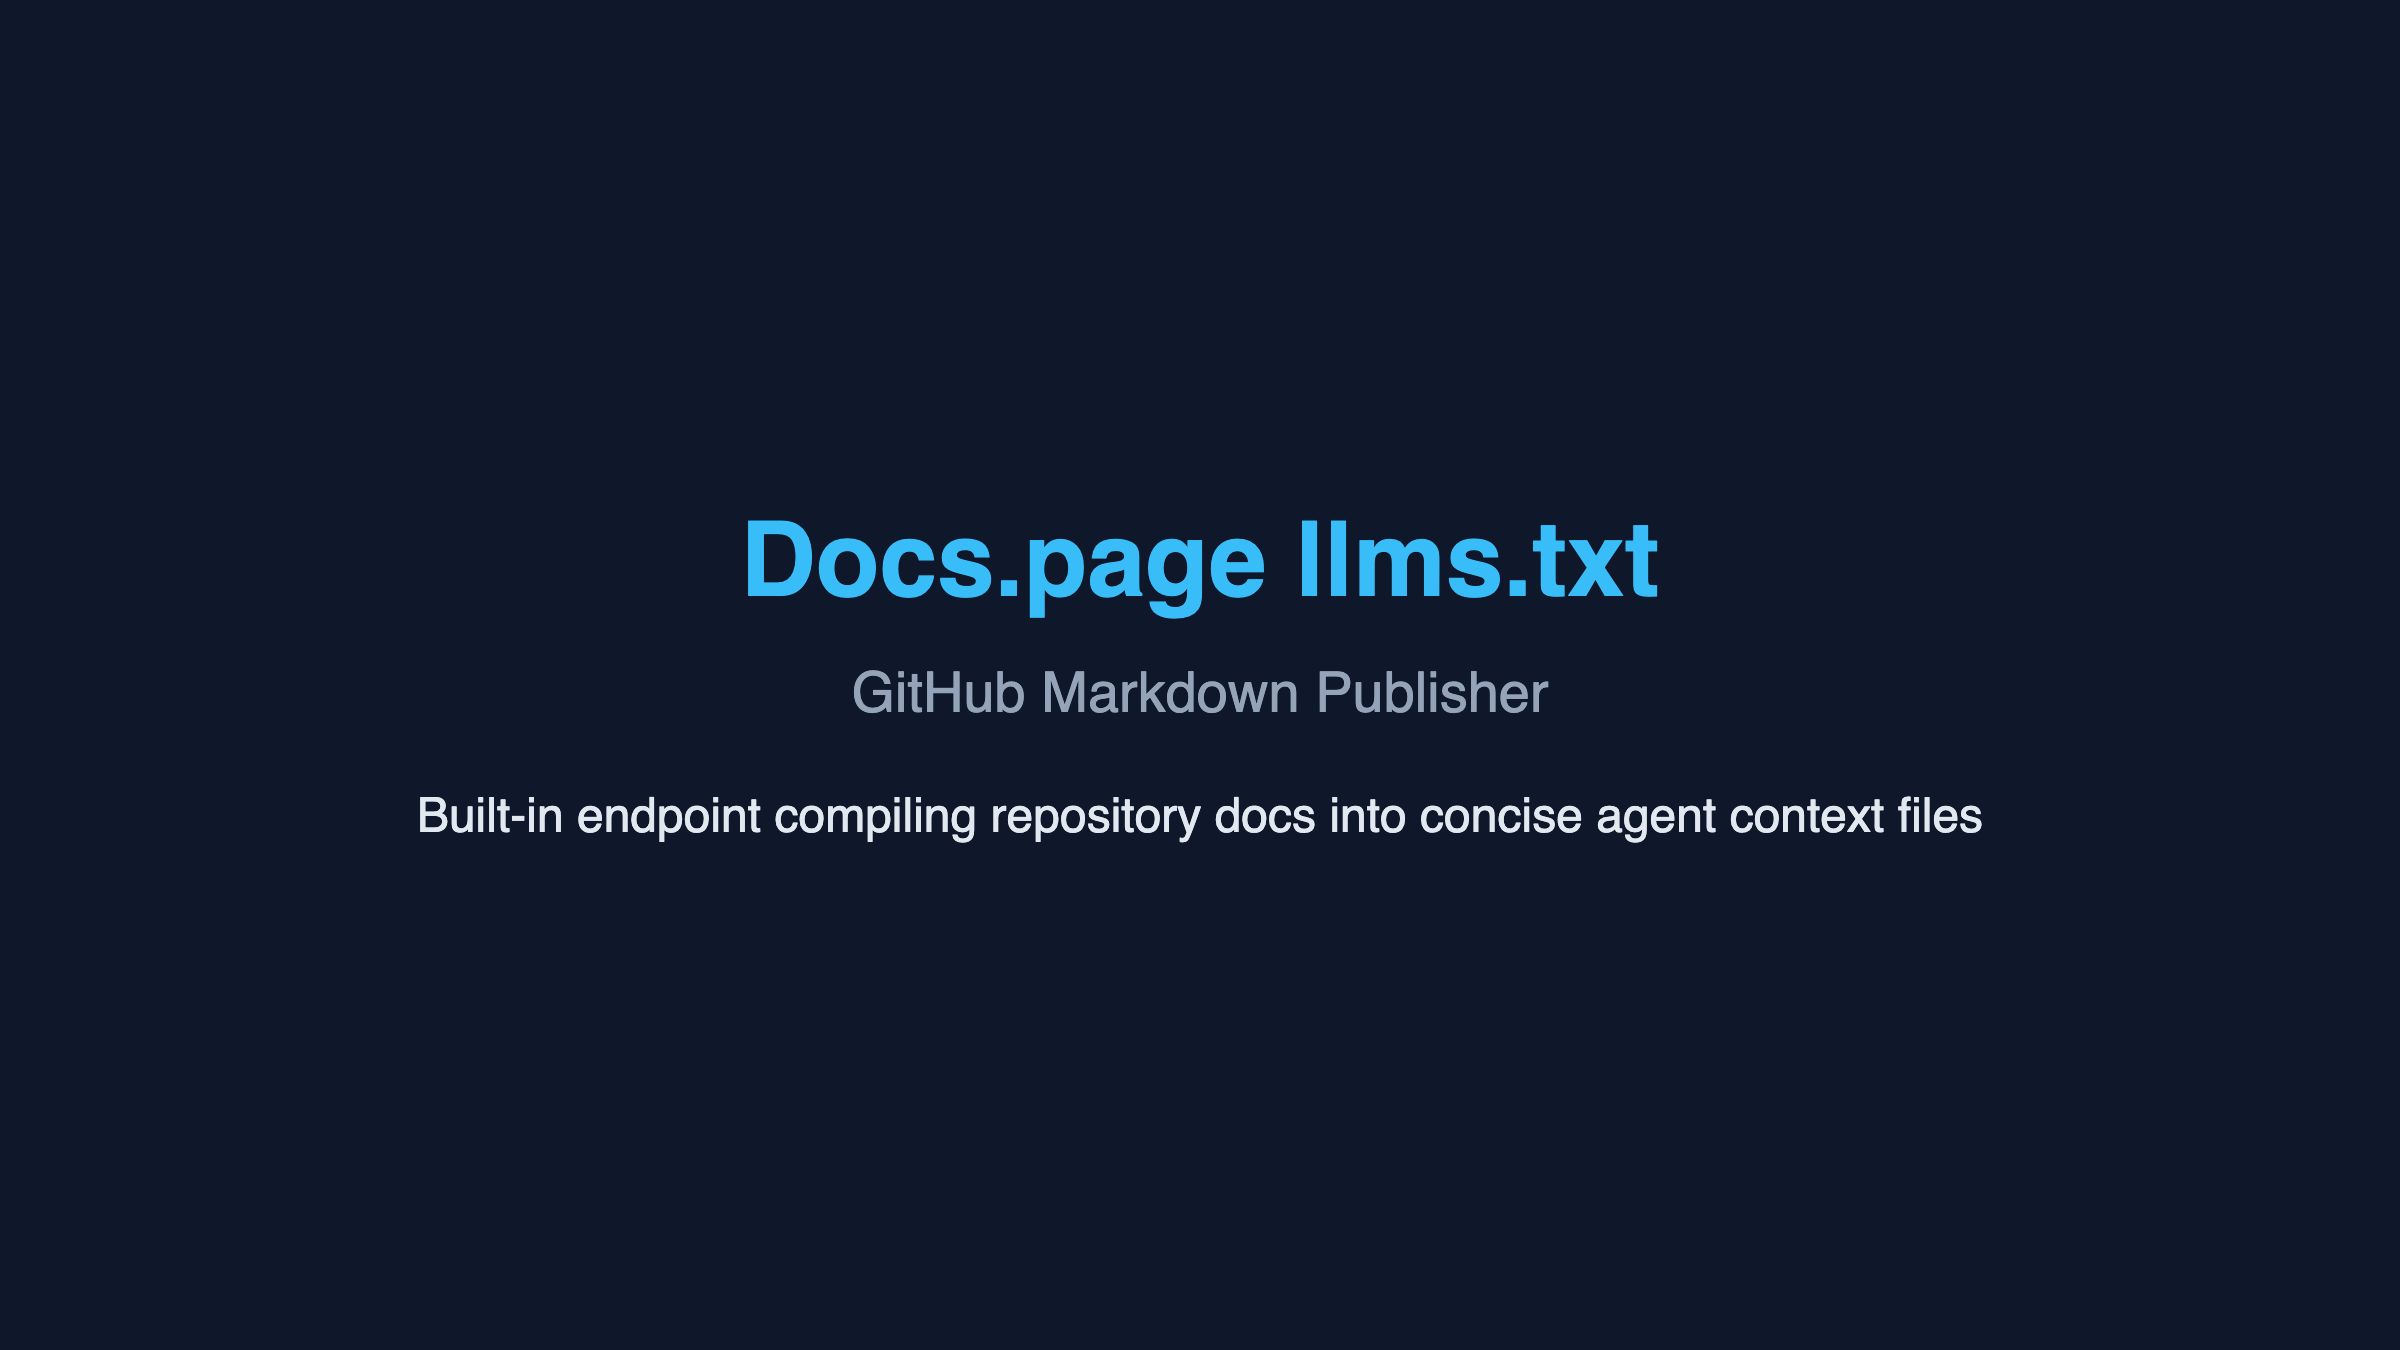 Docs.page llms.txt
GitHub Markdown Publisher
Built-in endpoint compiling repository docs into concise agent context files